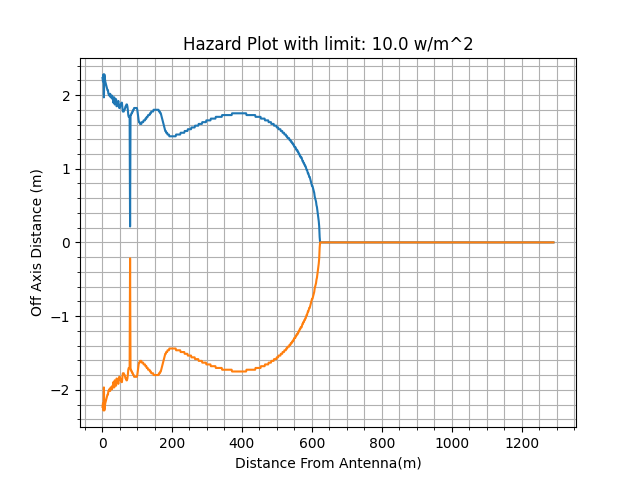 Hazard Plot with limit: 10.0 w/m^2
Off Axis Distance (m)
2
1
0
−1
−2
0 200 400 600 800 1000 1200
Distance From Antenna(m)